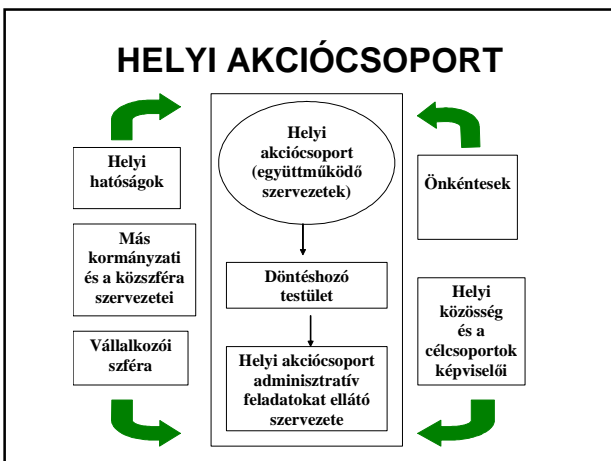 HELYI AKCIÓCSOPORT
Helyi
hatóságok
Más
kormányzati
és a közszféra
szervezetei
Vállalkozói
szféra
Helyi
akciócsoport
(együttműködő
szervezetek)
Döntéshozó
testület
Helyi akciócsoport
adminisztratív
feladatokat ellátó
szervezete
Önkéntesek
Helyi
közösség
és a
célcsoportok
képviselői